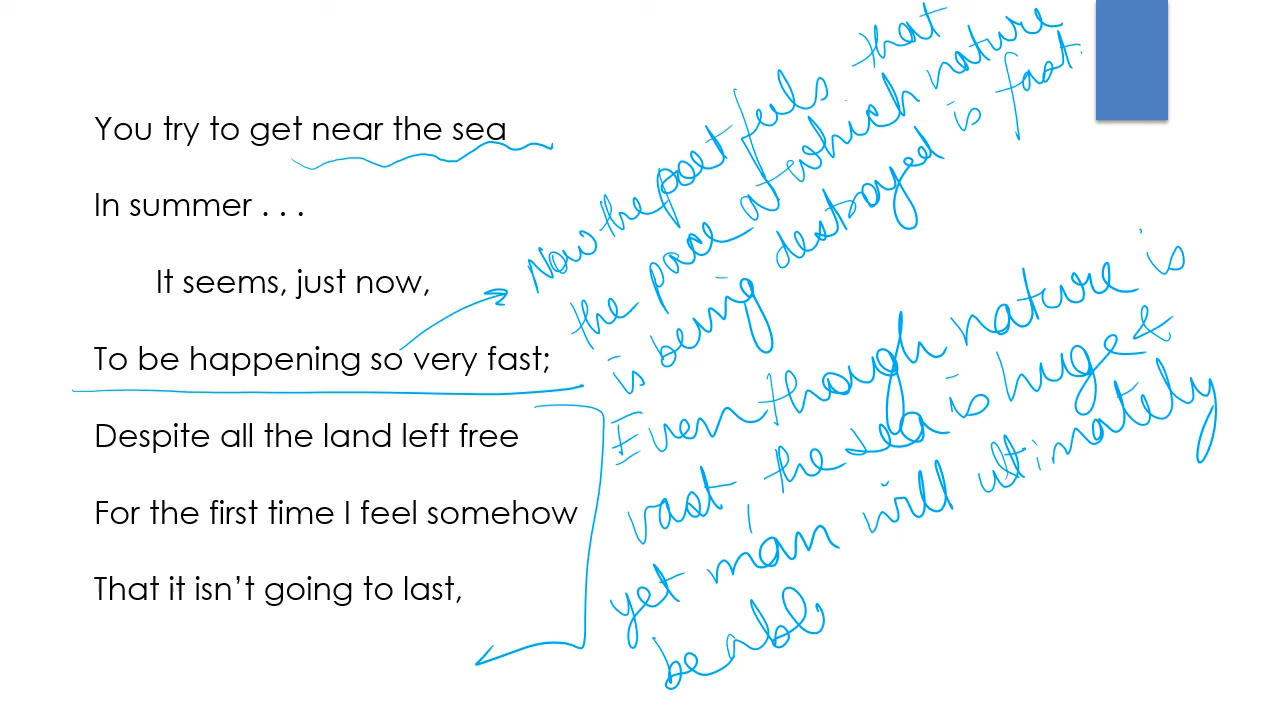 You try to get near the sea
In summer . . .
It seems, just now,
To be happening so very fast;
Despite all the land left free
For the first time I feel somehow
That it isn't going to last,
Now the poet feels that
the pace at which nature
is being destroyed is fast.
Even though nature is
vast, the sea is huge &
yet man will ultimately
be abl